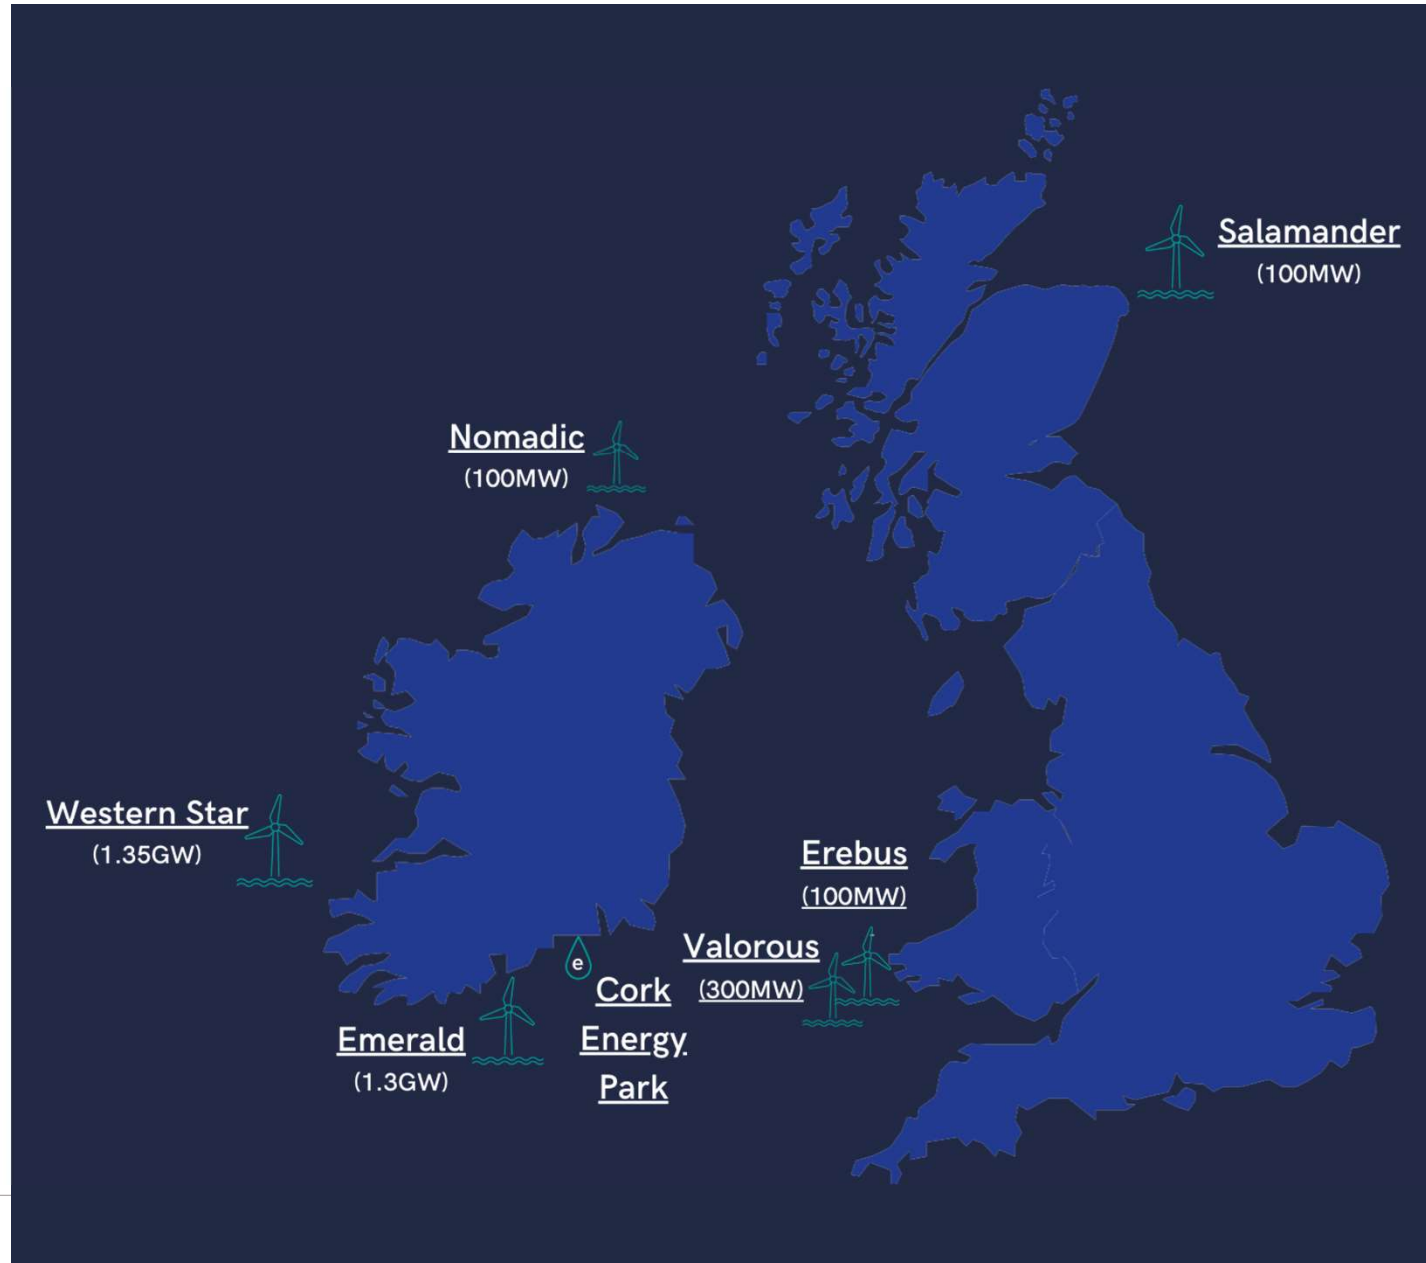 Salamander
(100MW)
Nomadic
(100MW)
Western Star
(1.35GW)
Erebus
(100MW)
Valorous
(300MW)
e
Cork
Energy
Park
Emerald
(1.3GW)